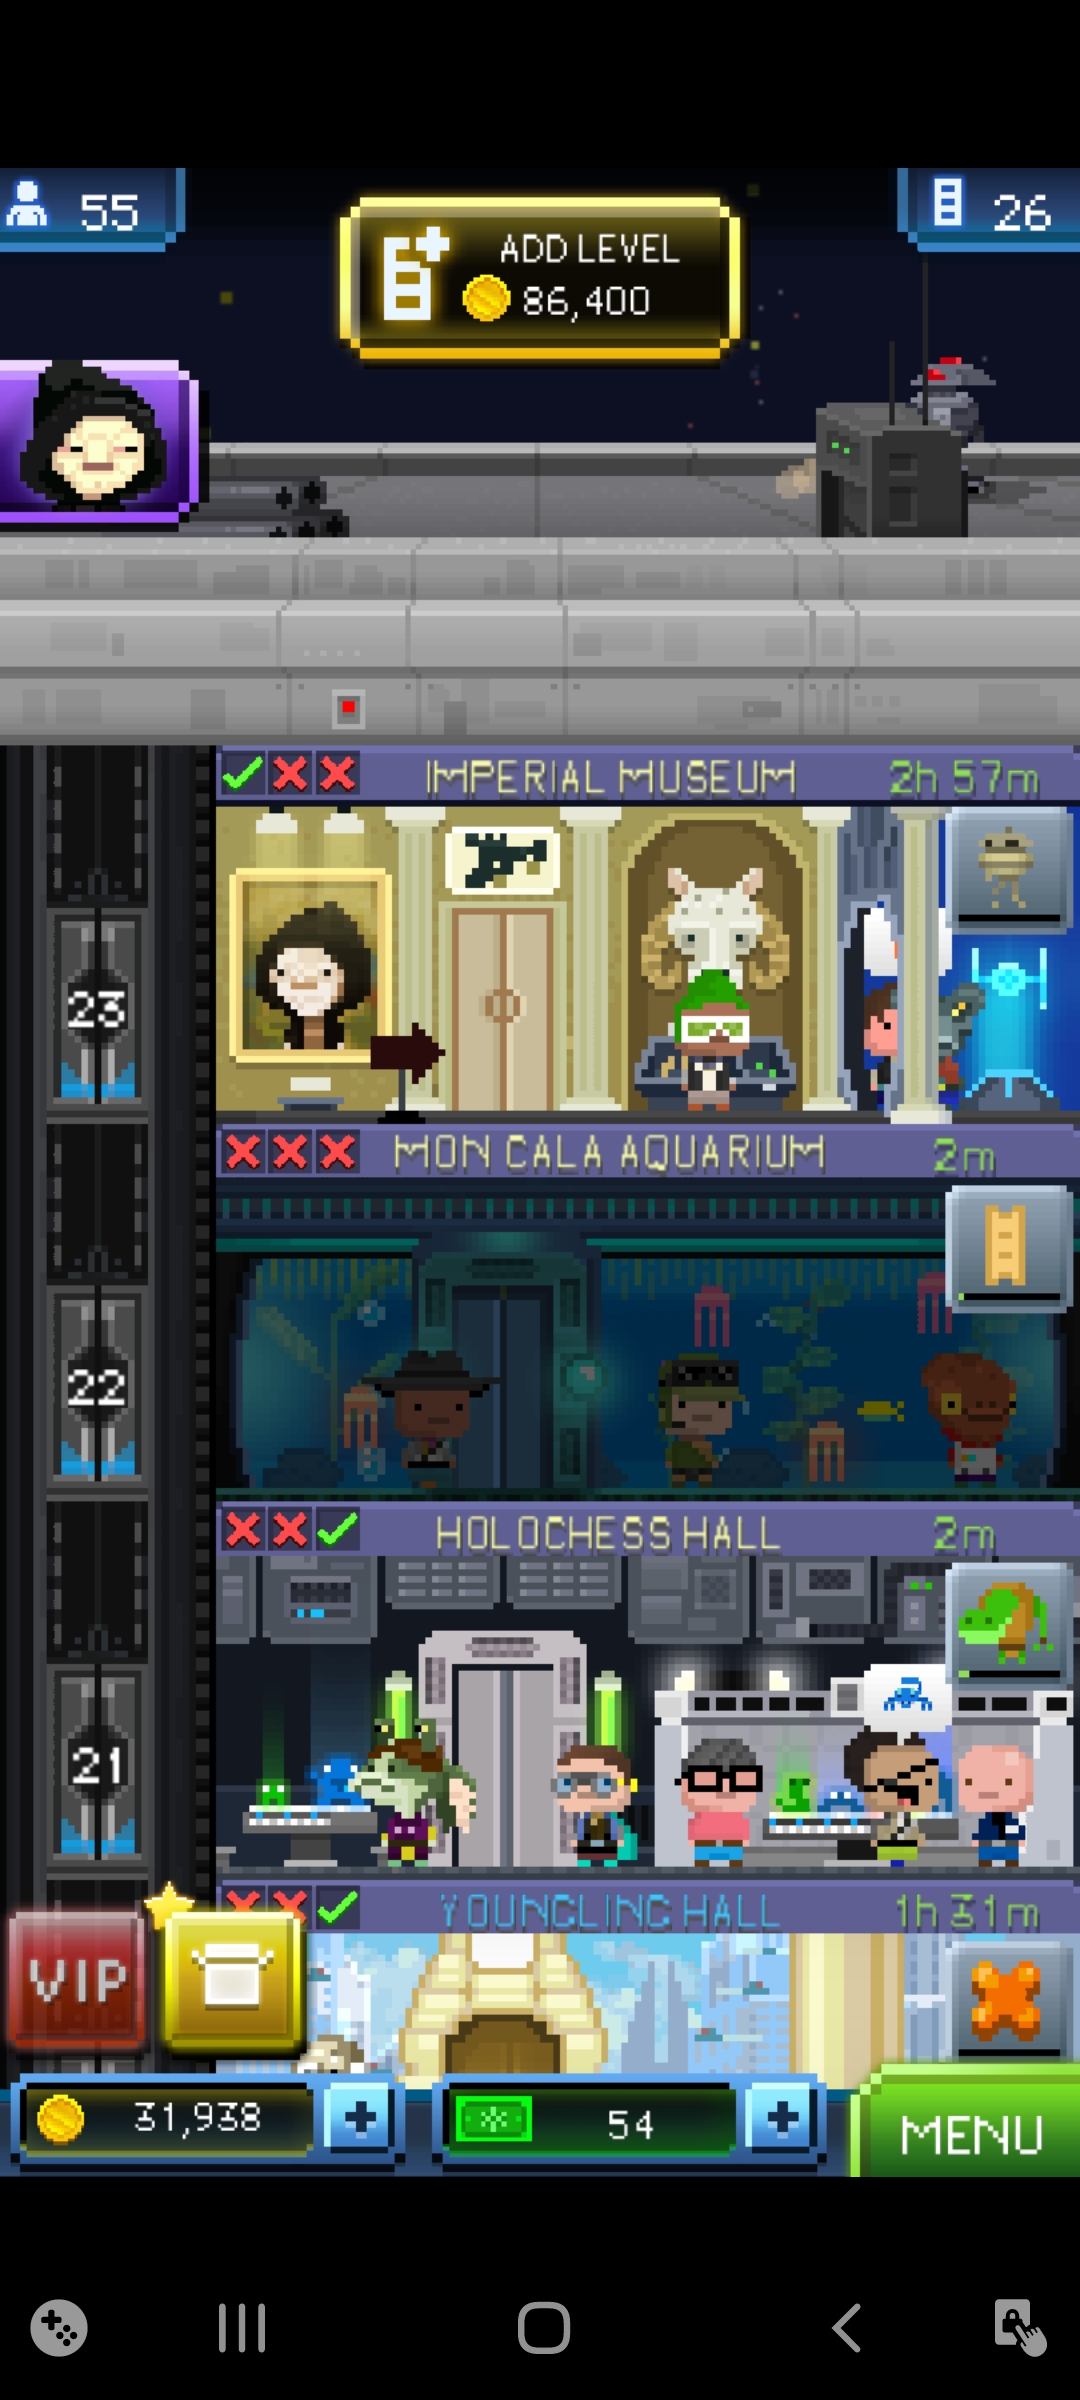 55
ADD LEVEL
86,400
26
IMPERIAL MUSEUM 2h 57m
23
MON CALA AQUARIUM 2m
22
HOLOCHESS HALL 2m
21
YOUNGLING HALL 1h 31m
VIP
31,938
54
MENU